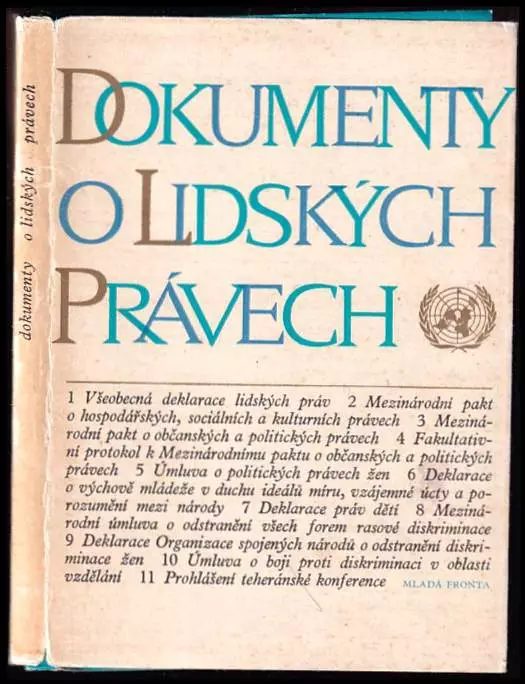 dokumenty o lidských právech
DOKUMENTY
O LIDSKÝCH
PRÁVECH
1 Všeobecná deklarace lidských práv 2 Mezinárodní pakt
o hospodářských, sociálních a kulturních právech 3 Meziná-
rodní pakt o občanských a politických právech 4 Fakultativ-
ní protokol k Mezinárodnímu paktu o občanských a politických
právech 5 Úmluva o politických právech žen 6 Deklarace
o výchově mládeže v duchu ideálů míru, vzájemné úcty a po-
rozumění mezi národy 7 Deklarace práv dětí 8 Meziná-
rodní úmluva o odstranění všech forem rasové diskriminace
9 Deklarace Organizace spojených národů o odstranění diskri-
minace žen 10 Úmluva o boji proti diskriminaci v oblasti
vzdělání 11 Prohlášení teheránské konference MLADÁ FRONTA